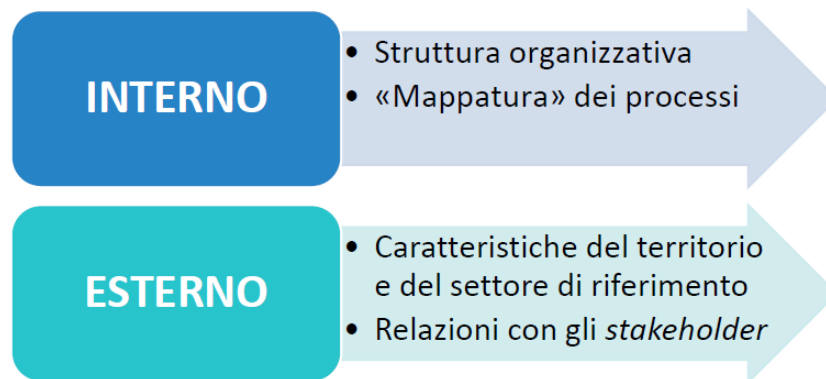 INTERNO
• Struttura organizzativa
• «Mappatura» dei processi
ESTERNO
• Caratteristiche del territorio
e del settore di riferimento
• Relazioni con gli stakeholder